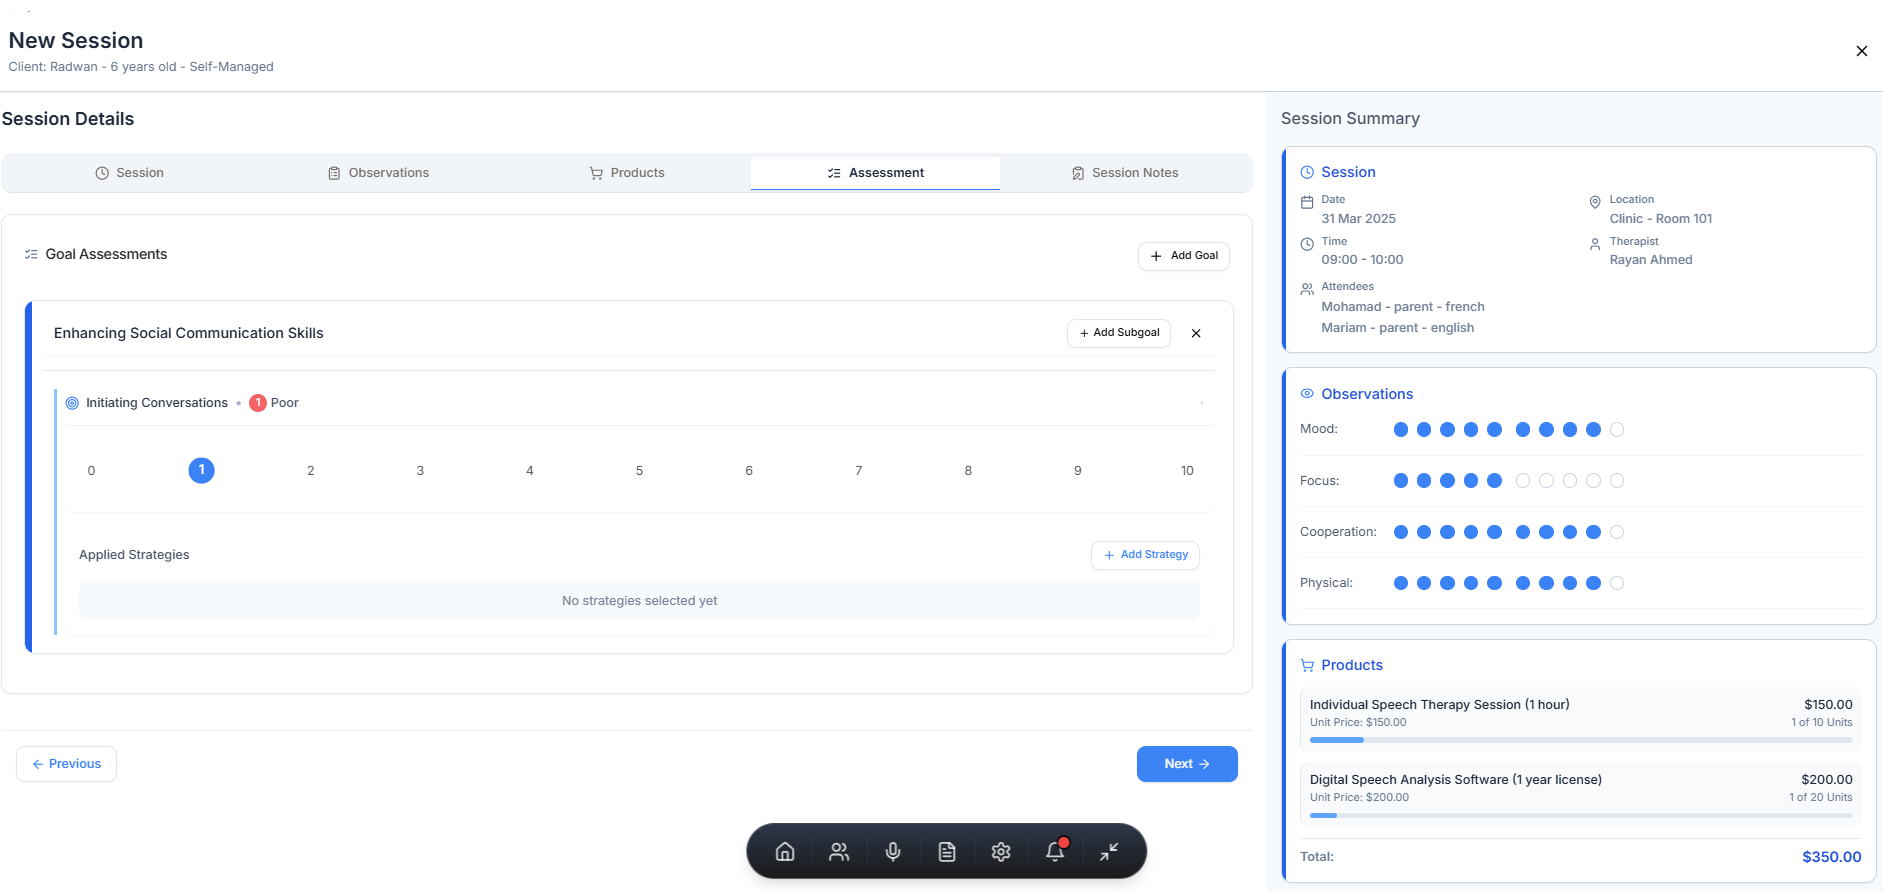 New Session
Client: Radwan - 6 years old - Self-Managed
Session Details
Session
Observations
Products
Assessment
Session Notes
Goal Assessments
Add Goal
Enhancing Social Communication Skills
Add Subgoal
Initiating Conversations • 1 Poor
0 1 2 3 4 5 6 7 8 9 10
Applied Strategies
Add Strategy
No strategies selected yet
Previous
Next
Session Summary
Session
Date
31 Mar 2025
Location
Clinic - Room 101
Time
09:00 - 10:00
Therapist
Rayan Ahmed
Attendees
Mohamad - parent - french
Mariam - parent - english
Observations
Mood:
Focus:
Cooperation:
Physical:
Products
Individual Speech Therapy Session (1 hour) $150.00
Unit Price: $150.00 1 of 10 Units
Digital Speech Analysis Software (1 year license) $200.00
Unit Price: $200.00 1 of 20 Units
Total: $350.00